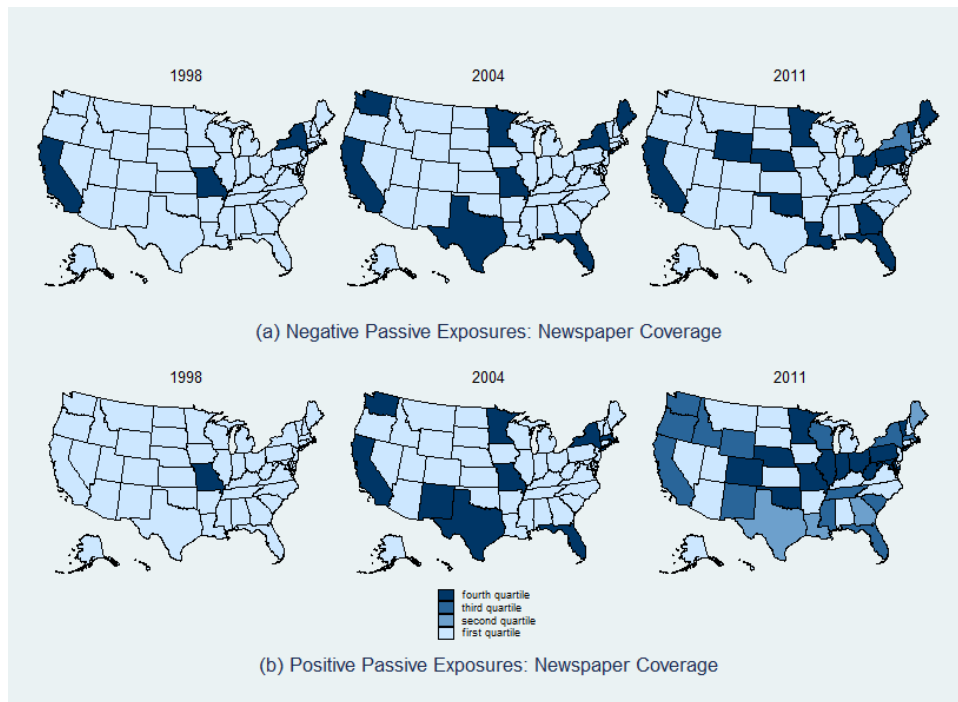 1998
2004
2011
(a) Negative Passive Exposures: Newspaper Coverage
1998
2004
2011
fourth quartile
third quartile
second quartile
first quartile
(b) Positive Passive Exposures: Newspaper Coverage